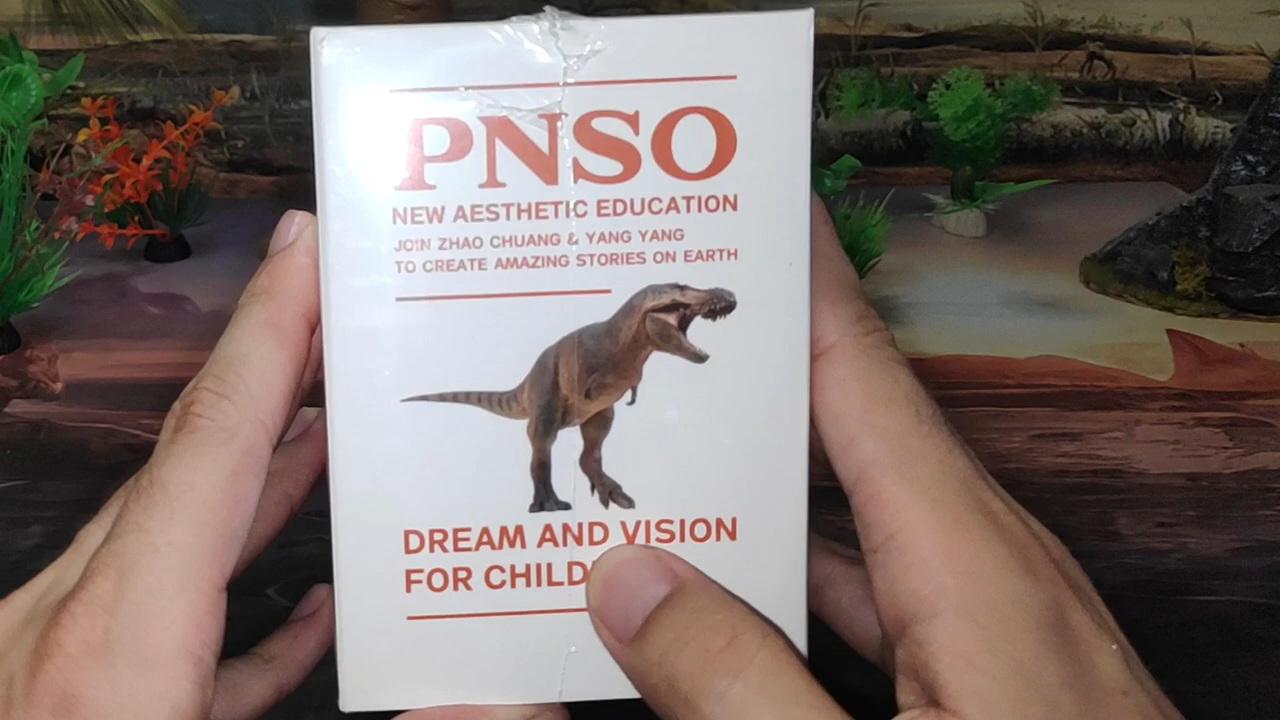 PNSO
NEW AESTHETIC EDUCATION
JOIN ZHAO CHUANG & YANG YANG
TO CREATE AMAZING STORIES ON EARTH
DREAM AND VISION
FOR